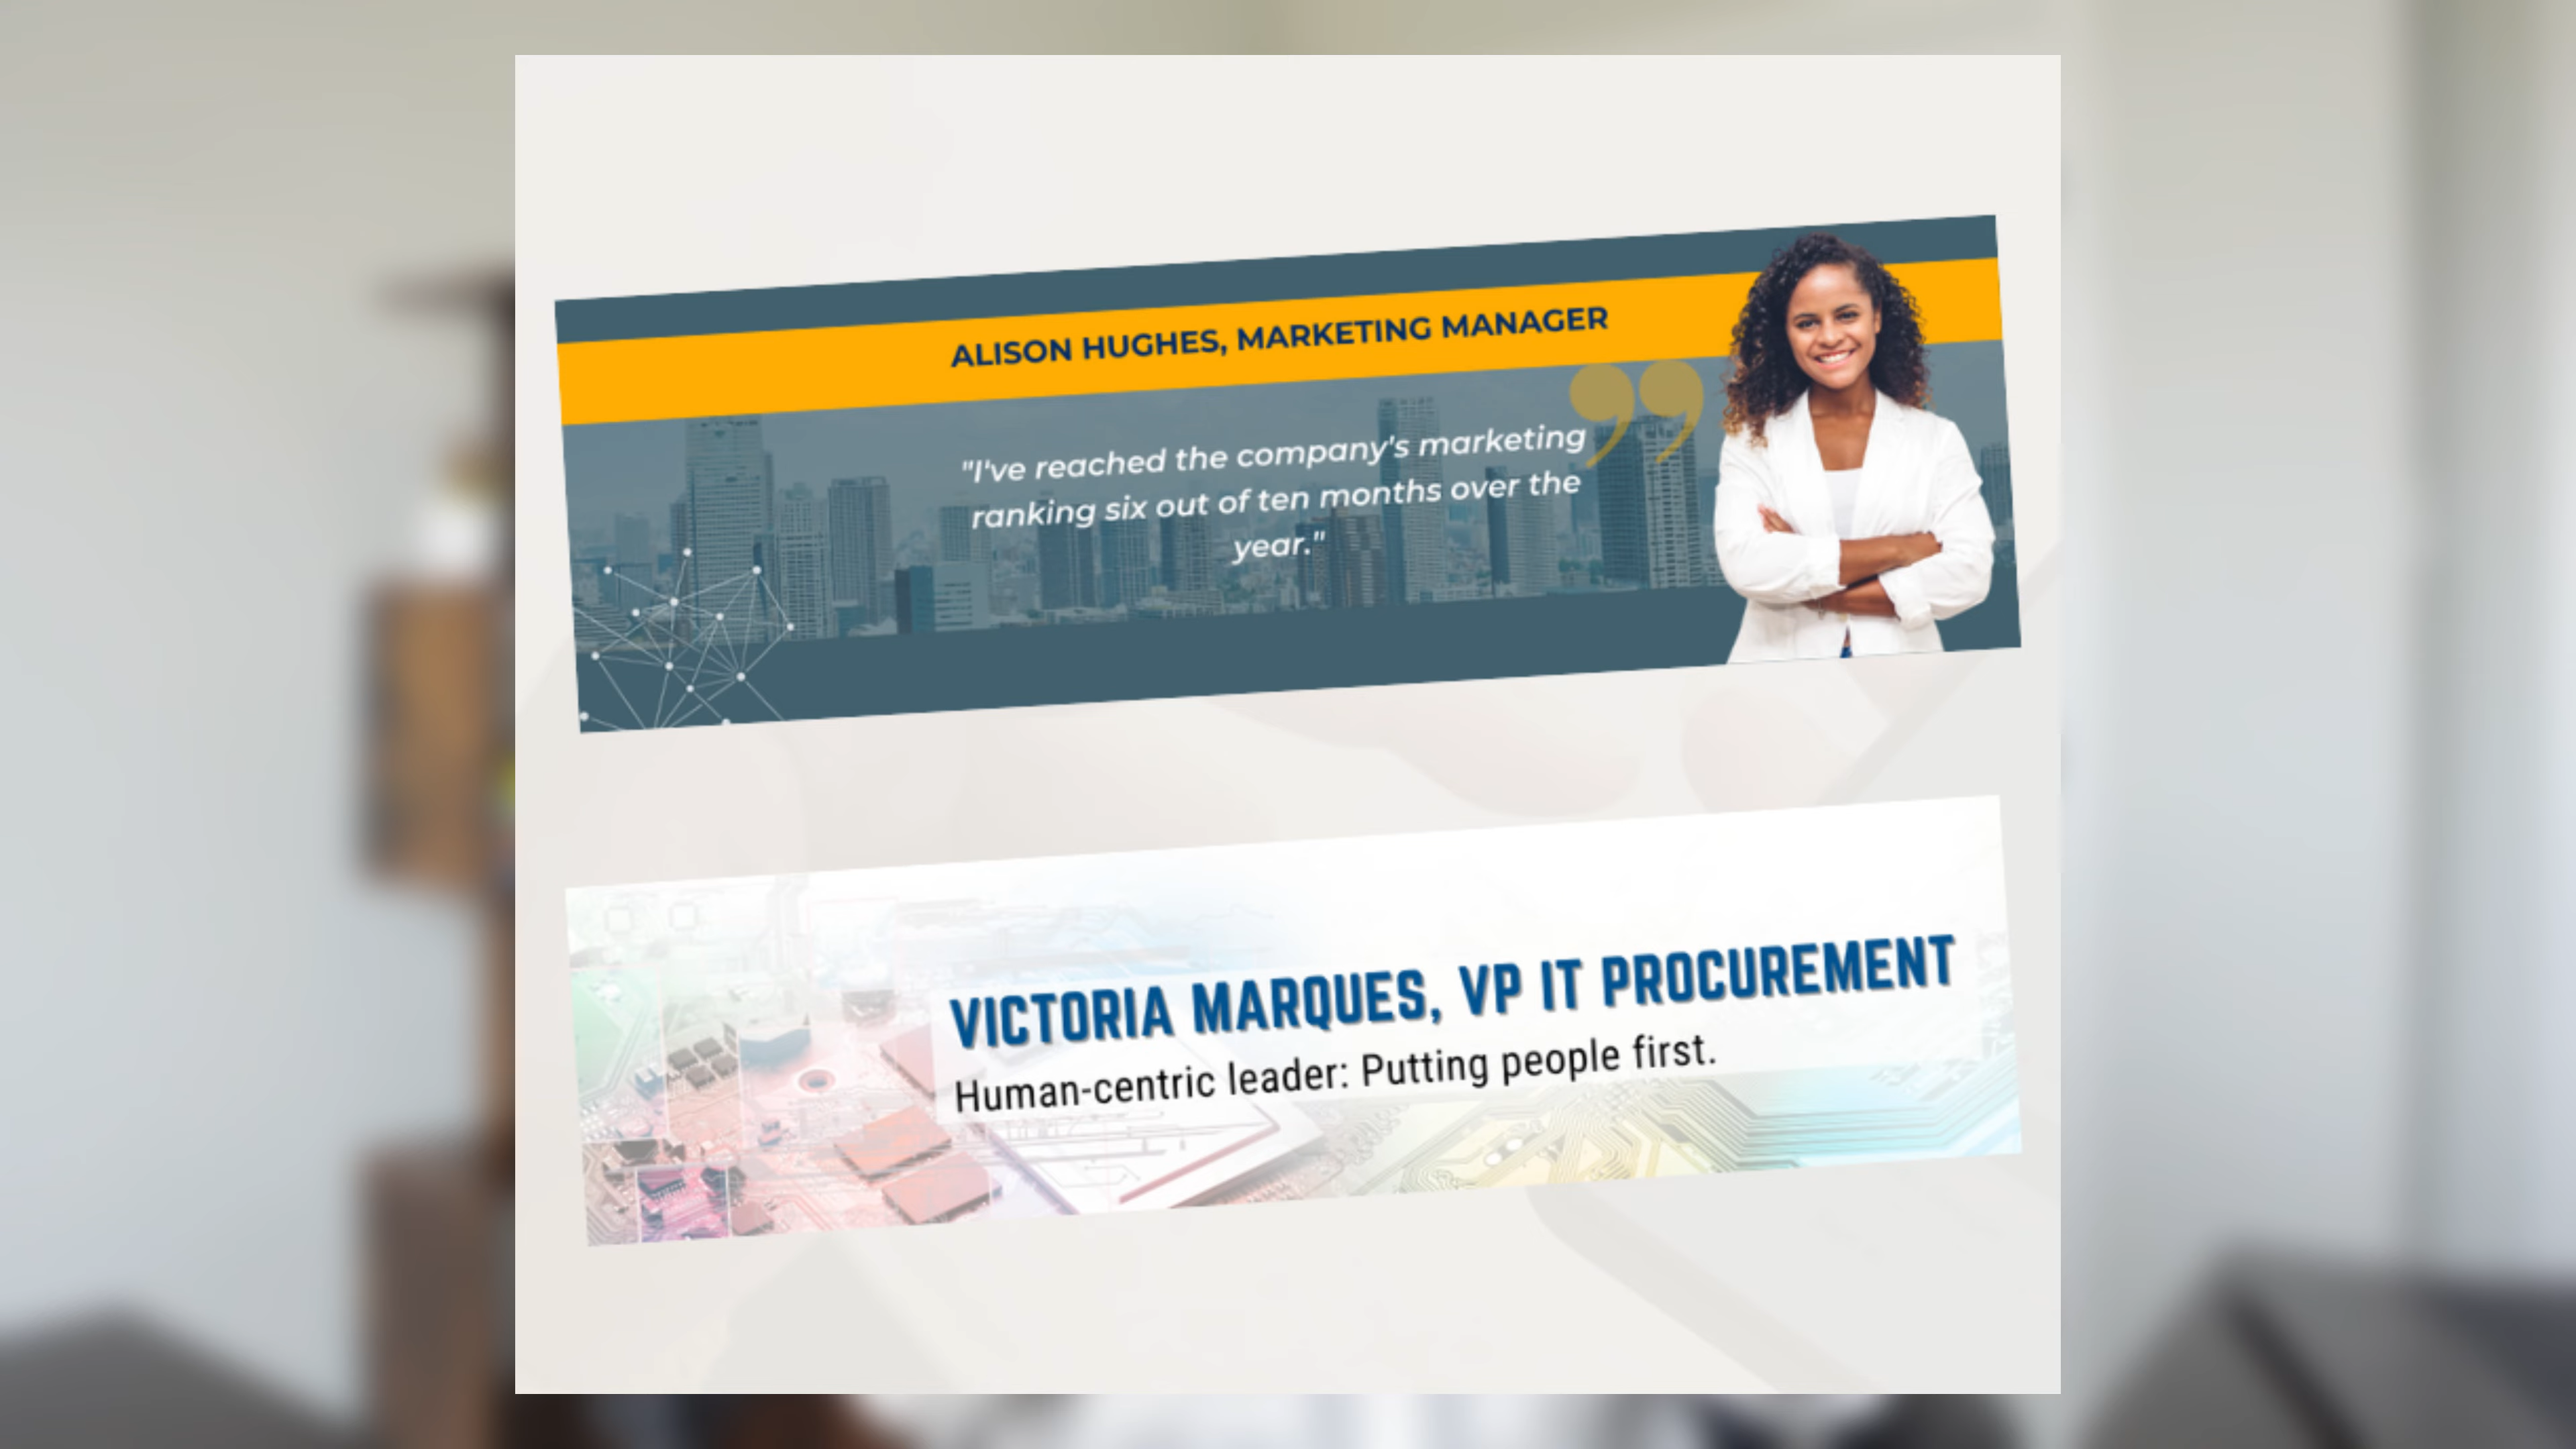 ALISON HUGHES, MARKETING MANAGER
"I've reached the company's marketing
ranking six out of ten months over the
year."
VICTORIA MARQUES, VP IT PROCUREMENT
Human-centric leader: Putting people first.